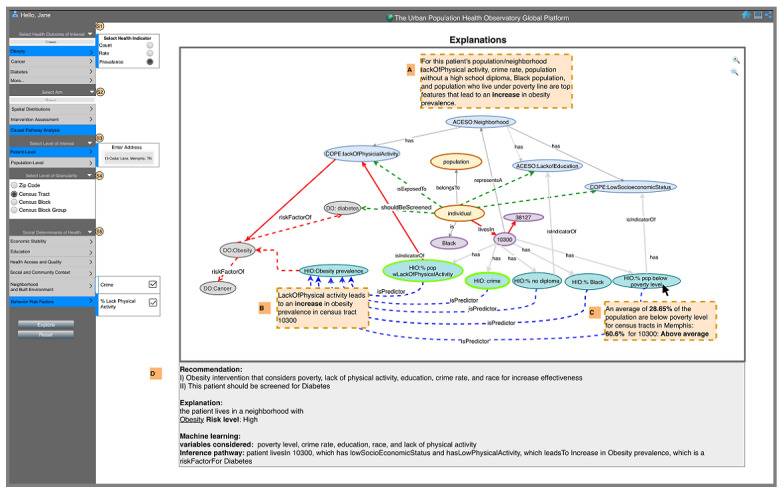 Hello, Jane
The Urban Population Health Observatory Global Platform
S1
Select Health Outcome of Interest
Obesity
Cancer
Diabetes
More...
Select Health Indicator
Count
Rate
Prevalence
S2
Select Aim
Spatial Distributions
Intervention Assessment
Causal Pathway Analysis
S3
Select Level of Interest
Patient-Level
Population-Level
Enter Address
S4
Select Level of Granularity
Zip Code
Census Tract
Census Block
Census Block Group
S5
Social Determinants of Health
Economic Stability
Education
Health Access and Quality
Social and Community Context
Neighborhood
and Built Environment
Behavior Risk Factors
Crime
% Lack Physical
Activity
Explore
Reset
Explanations
A
For this patient's population/neighborhood
lackOfPhysical activity, crime rate, population
without a high school diploma, Black population,
and population who live under poverty line are top
features that lead to an increase in obesity
prevalence.
ACESO:Neighborhood
has
has
has
COPE:lackOfPhysicialActivity
population
ACESO:LackofEducation
isExposedTo
belongsTo
representsA
COPE:LowSocioeconomicStatus
DO: diabetes
shouldBeScreened
individual
38127
riskFactorOf
is
livesIn
isIndicatorOf
isIndicatorOf
Black
10300
DO:Obesity
isIndicatorOf
has
has
has
has
has
riskFactorOf
HIO:Obesity prevalence
HIO:% pop
wLackOfPhysicalActivity
HIO: crime
HIO:% no diploma
HIO:% Black
HIO:% pop below
poverty level
DO:Cancer
B
LackOfPhysical activity leads
to an increase in obesity
prevalence in census tract
10300
isPredictor
isPredictor
isPredictor
isPredictor
isPredictor
C
An average of 28.65% of the
population are below poverty level
for census tracts in Memphis:
60.6% for 10300: Above average
D
Recommendation:
I) Obesity intervention that considers poverty, lack of physical activity, education, crime rate, and race for increase effectiveness
II) This patient should be screened for Diabetes
Explanation:
the patient lives in a neighborhood with
Obesity Risk level: High
Machine learning:
variables considered: poverty level, crime rate, education, race, and lack of physical activity
Inference pathway: patient livesIn 10300, which has lowSocioEconomicStatus and hasLowPhysicalActivity, which leadsTo Increase in Obesity prevalence, which is a
riskFactorFor Diabetes